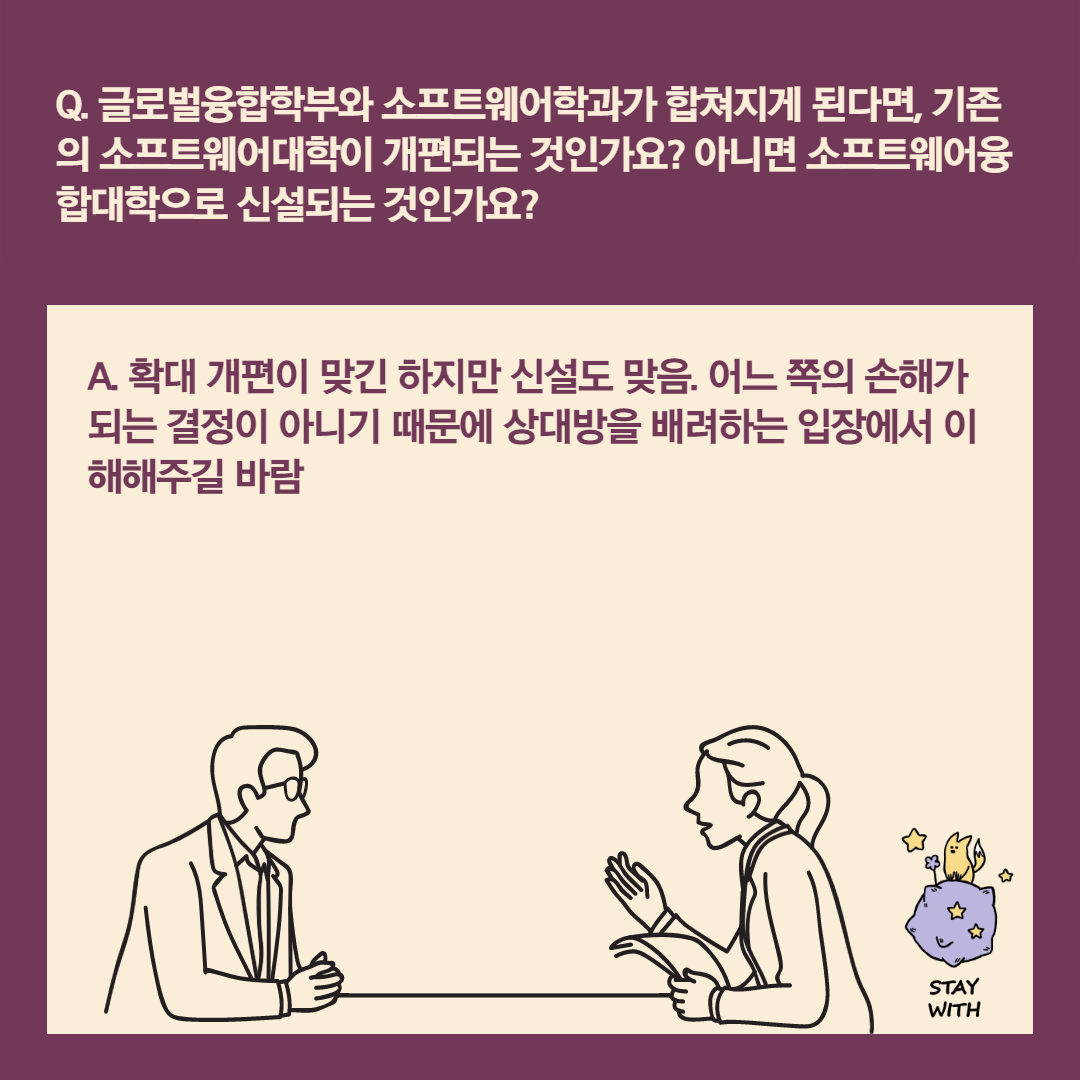 Q. 글로벌융합학부와 소프트웨어학과가 합쳐지게 된다면, 기존
의 소프트웨어대학이 개편되는 것인가요? 아니면 소프트웨어융
합대학으로 신설되는 것인가요?
A. 확대 개편이 맞긴 하지만 신설도 맞음. 어느 쪽의 손해가
되는 결정이 아니기 때문에 상대방을 배려하는 입장에서 이
해해주길 바람
STAY
WITH